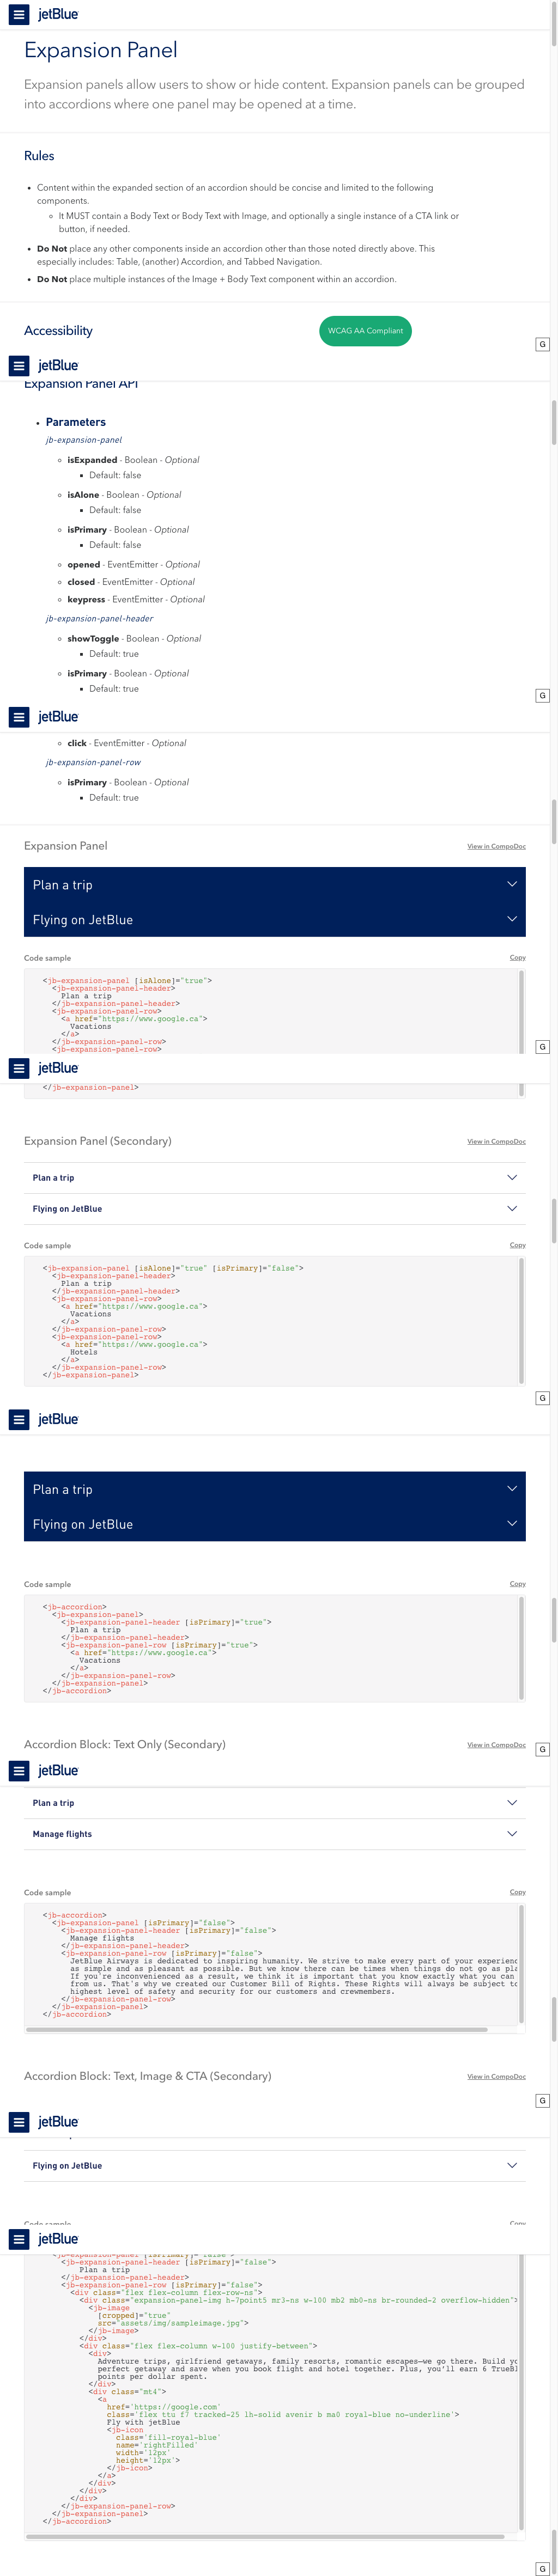 jetBlue
Expansion Panel
Expansion panels allow users to show or hide content. Expansion panels can be grouped
into accordions where one panel may be opened at a time.
Rules
• Content within the expanded section of an accordion should be concise and limited to the following
components.
It MUST contain a Body Text or Body Text with Image, and optionally a single instance of a CTA link or
button, if needed.
• Do Not place any other components inside an accordion other than those noted directly above. This
especially includes: Table, (another) Accordion, and Tabbed Navigation.
• Do Not place multiple instances of the Image + Body Text component within an accordion.
Accessibility
WCAG AA Compliant
G
jetBlue
Expansion Panel API
• Parameters
jb-expansion-panel
isExpanded - Boolean - Optional
Default: false
isAlone - Boolean - Optional
Default: false
isPrimary - Boolean - Optional
Default: false
opened - EventEmitter - Optional
closed - EventEmitter - Optional
keypress - EventEmitter - Optional
jb-expansion-panel-header
showToggle - Boolean - Optional
Default: true
isPrimary - Boolean - Optional
Default: true
G
jetBlue
click - EventEmitter - Optional
jb-expansion-panel-row
isPrimary - Boolean - Optional
Default: true
Expansion Panel
View in CompoDoc
Plan a trip
Flying on JetBlue
Code sample
Copy
<jb-expansion-panel [isAlone]="true">
<jb-expansion-panel-header>
Plan a trip
</jb-expansion-panel-header>
<jb-expansion-panel-row>
<a href="https://www.google.ca">
Vacations
</a>
</jb-expansion-panel-row>
<jb-expansion-panel-row>
G
jetBlue
</jb-expansion-panel>
Expansion Panel (Secondary)
View in CompoDoc
Plan a trip
Flying on JetBlue
Code sample
Copy
<jb-expansion-panel [isAlone]="true" [isPrimary]="false">
<jb-expansion-panel-header>
Plan a trip
</jb-expansion-panel-header>
<jb-expansion-panel-row>
<a href="https://www.google.ca">
Vacations
</a>
</jb-expansion-panel-row>
<jb-expansion-panel-row>
<a href="https://www.google.ca">
Hotels
</a>
</jb-expansion-panel-row>
</jb-expansion-panel>
G
jetBlue
Plan a trip
Flying on JetBlue
Code sample
Copy
<jb-accordion>
<jb-expansion-panel>
<jb-expansion-panel-header [isPrimary]="true">
Plan a trip
</jb-expansion-panel-header>
<jb-expansion-panel-row [isPrimary]="true">
<a href="https://www.google.ca">
Vacations
</a>
</jb-expansion-panel-row>
</jb-expansion-panel>
</jb-accordion>
Accordion Block: Text Only (Secondary)
View in CompoDoc
G
jetBlue
Plan a trip
Manage flights
Code sample
Copy
<jb-accordion>
<jb-expansion-panel [isPrimary]="false">
<jb-expansion-panel-header [isPrimary]="false">
Manage flights
</jb-expansion-panel-header>
<jb-expansion-panel-row [isPrimary]="false">
JetBlue Airways is dedicated to inspiring humanity. We strive to make every part of your experienc
as simple and as pleasant as possible. But we know there can be times when things do not go as pla
If you're inconvenienced as a result, we think it is important that you know exactly what you can
from us. That's why we created our Customer Bill of Rights. These Rights will always be subject to
highest level of safety and security for our customers and crewmembers.
</jb-expansion-panel-row>
</jb-expansion-panel>
</jb-accordion>
Accordion Block: Text, Image & CTA (Secondary)
View in CompoDoc
G
jetBlue
Flying on JetBlue
Code sample
Copy
jetBlue
<jb-expansion-panel [isPrimary]="false">
<jb-expansion-panel-header [isPrimary]="false">
Plan a trip
</jb-expansion-panel-header>
<jb-expansion-panel-row [isPrimary]="false">
<div class="flex flex-column flex-row-ns">
<div class="expansion-panel-img h-7point5 mr3-ns w-100 mb2 mb0-ns br-rounded-2 overflow-hidden">
<jb-image
[cropped]="true"
src="assets/img/sampleimage.jpg">
</jb-image>
</div>
<div class="flex flex-column w-100 justify-between">
<div>
Adventure trips, girlfriend getaways, family resorts, romantic escapes—we go there. Build yo
perfect getaway and save when you book flight and hotel together. Plus, you'll earn 6 TrueBl
points per dollar spent.
</div>
<div class="mt4">
<a
href='https://google.com'
class='flex ttu f7 tracked-25 lh-solid avenir b ma0 royal-blue no-underline'>
Fly with jetBlue
<jb-icon
class='fill-royal-blue'
name='rightFilled'
width='12px'
height='12px'>
</jb-icon>
</a>
</div>
</div>
</div>
</jb-expansion-panel-row>
</jb-expansion-panel>
</jb-accordion>
G